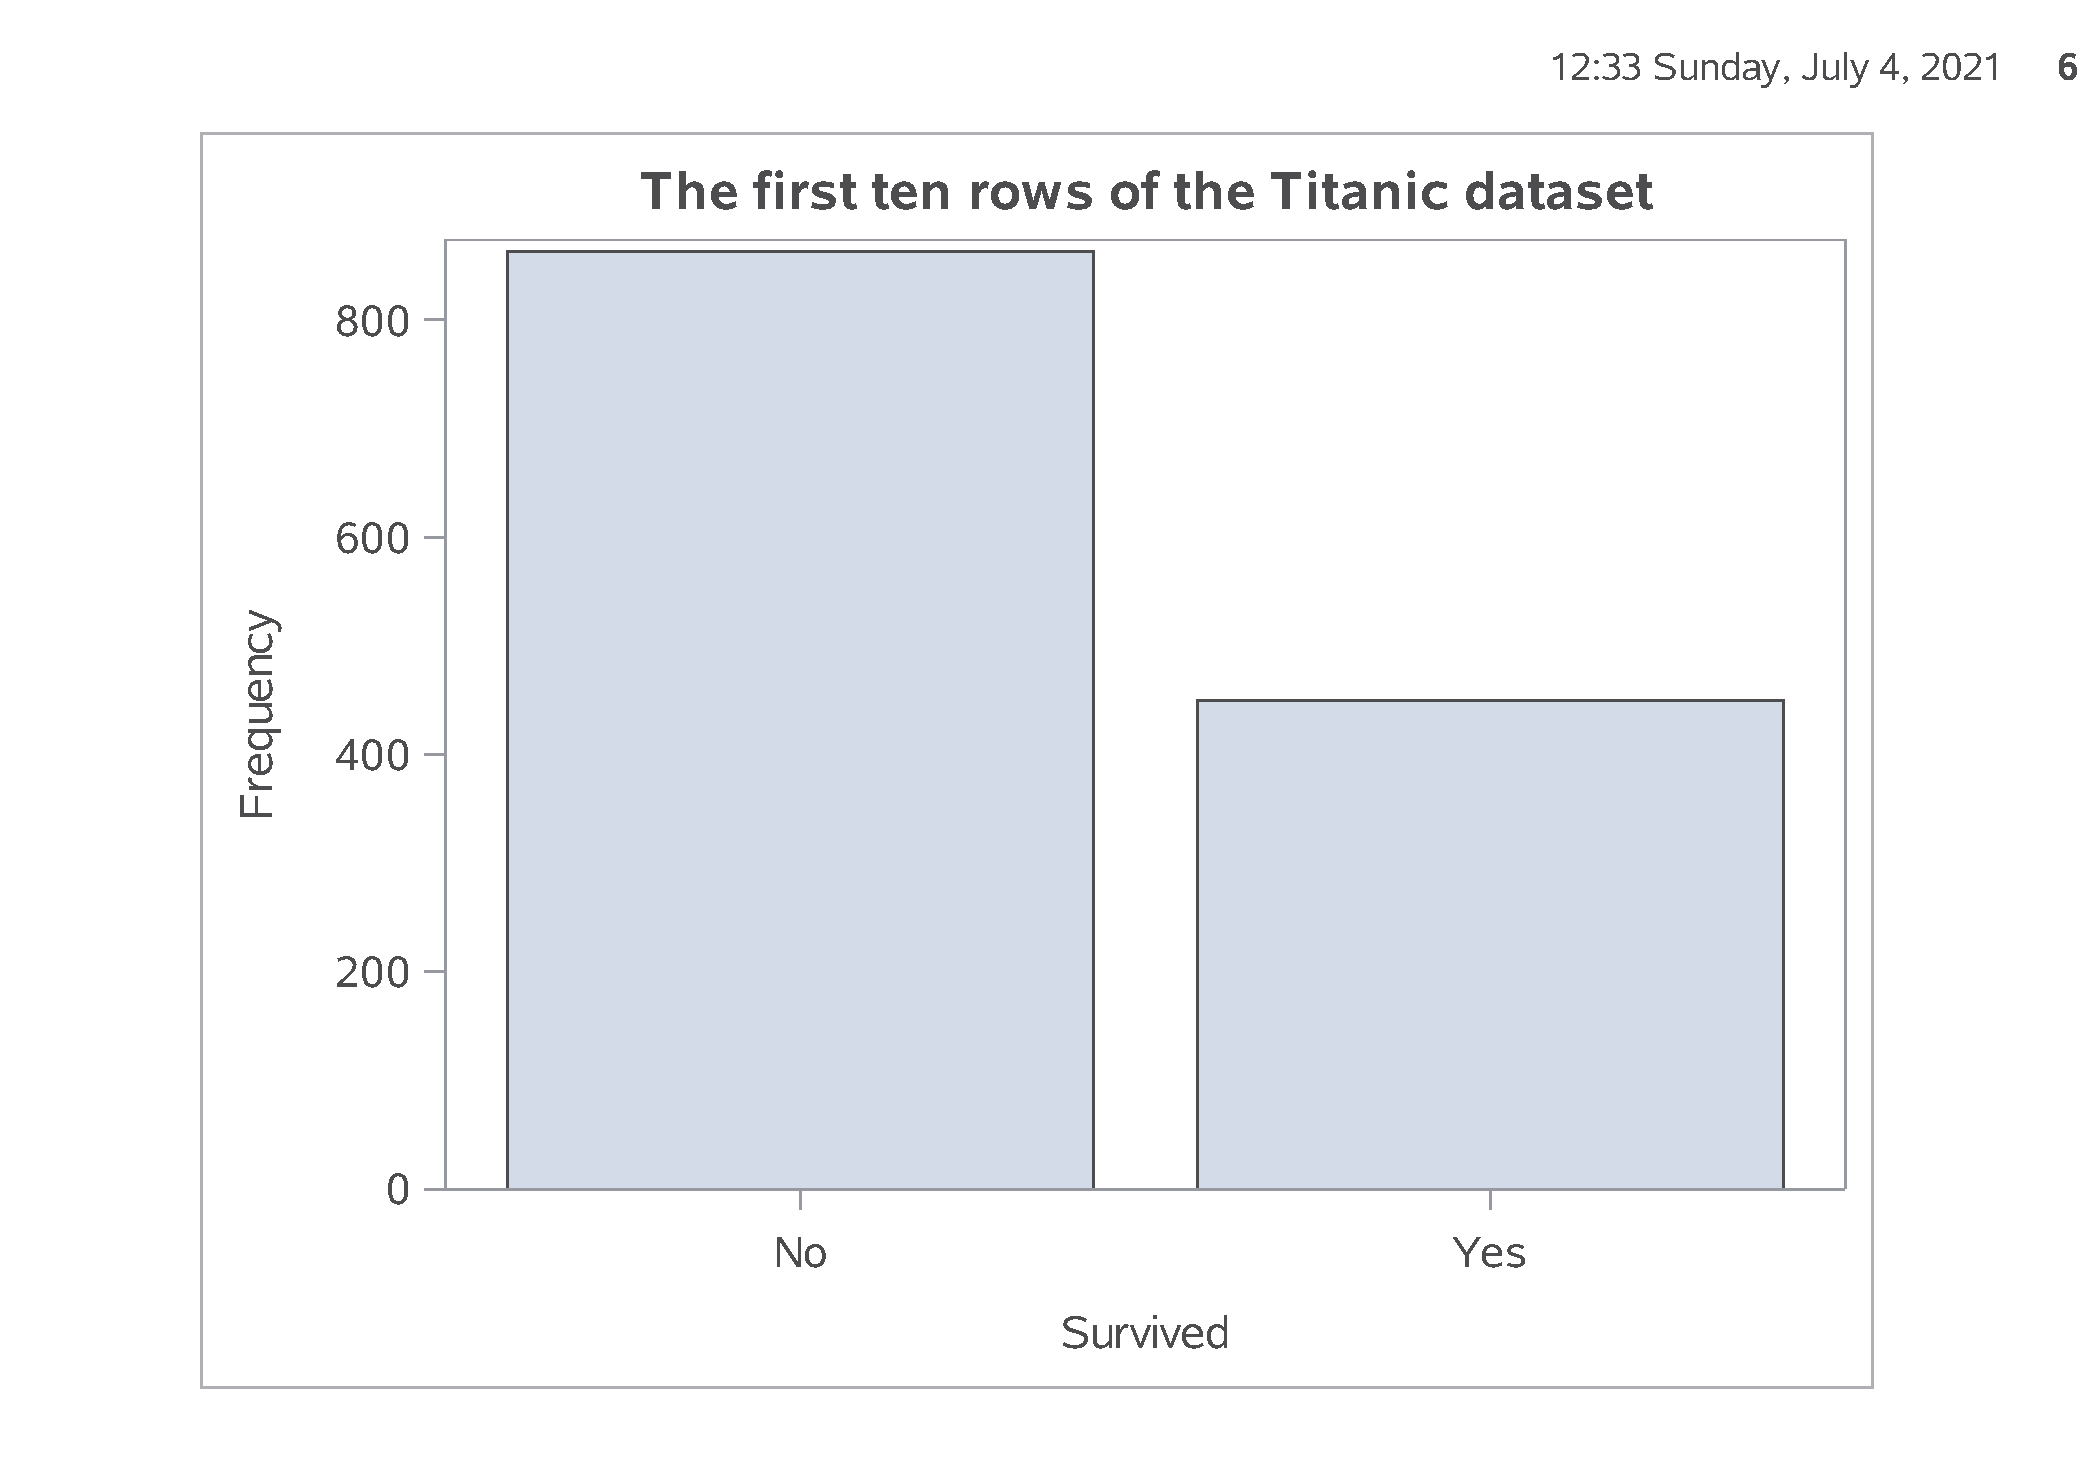 12:33 Sunday, July 4, 2021 6
The first ten rows of the Titanic dataset
800
600
400
200
0
Frequency
No Yes
Survived